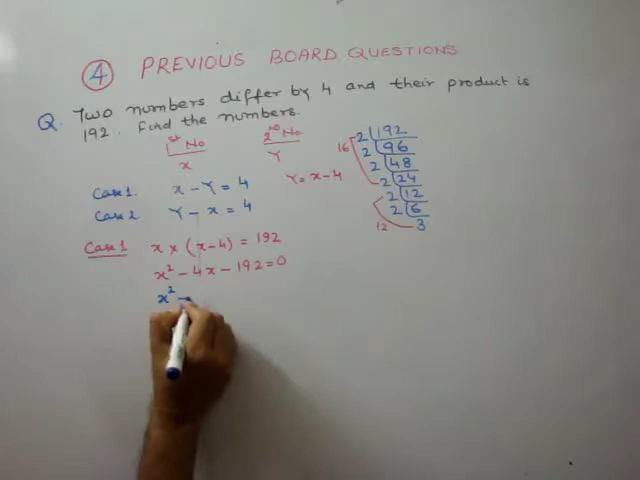 4 PREVIOUS BOARD QUESTIONS
Q. Two numbers differ by 4 and their product is
192. Find the numbers.
1st No 2nd No
x Y
Case 1. x - Y = 4 Y = x - 4
Case 2 Y - x = 4
Case 1 x × (x - 4) = 192
x² - 4x - 192 = 0
x² -
2 192
2 96
2 48
2 24
2 12
2 6
3
16
12